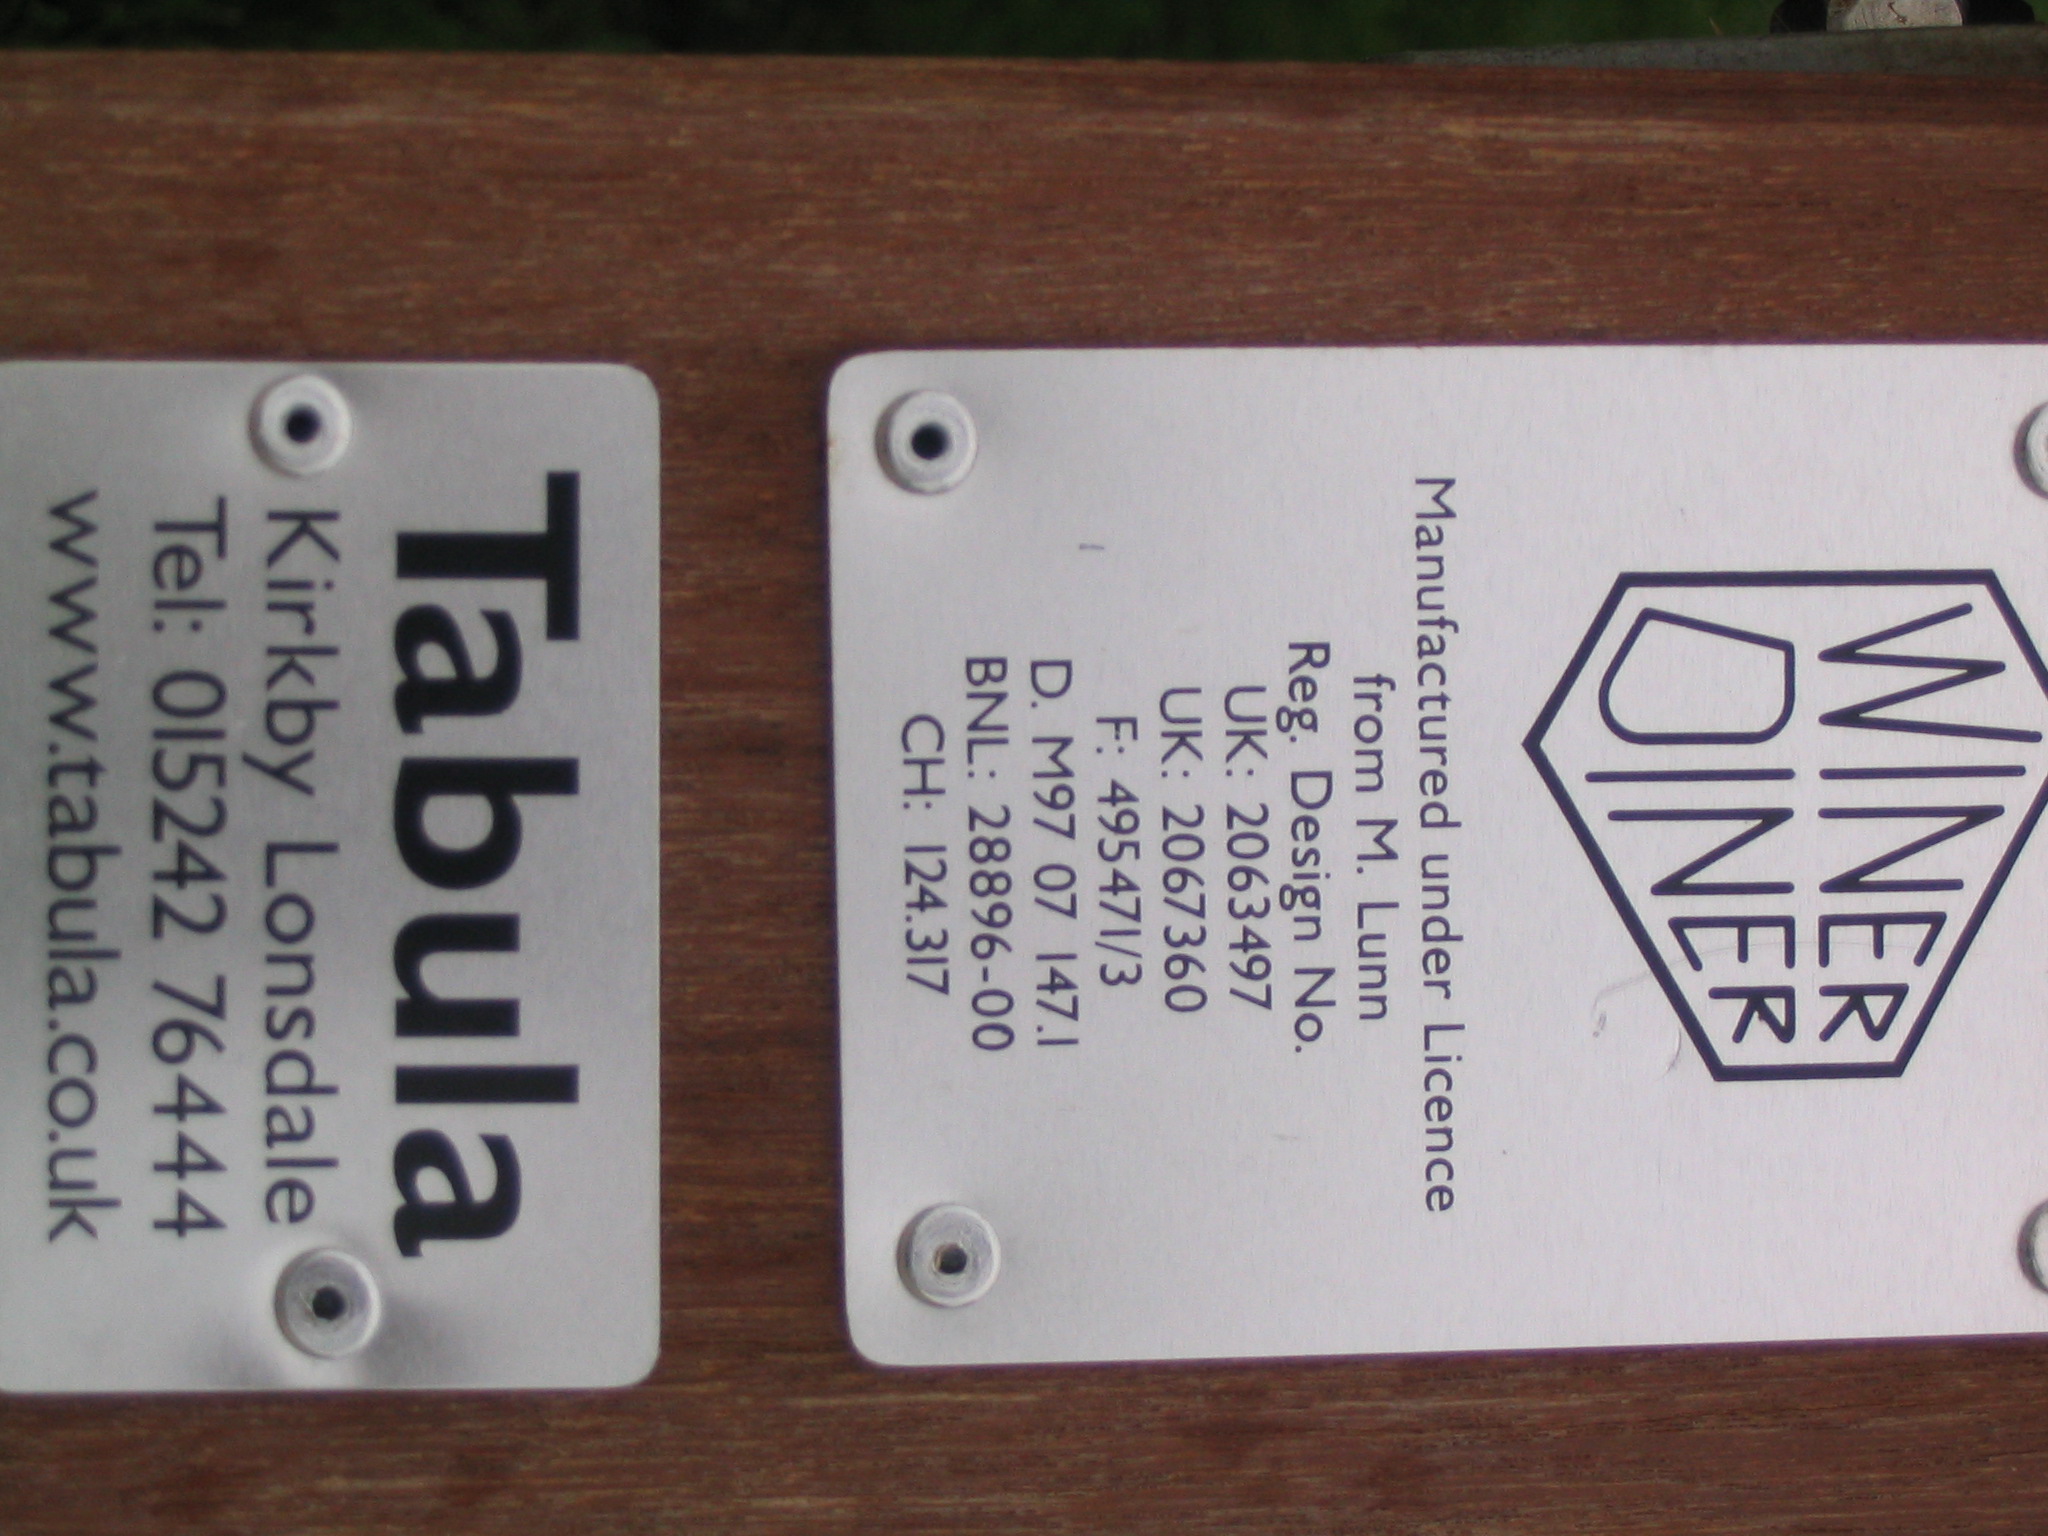 WINER
DINER
Manufactured under Licence
from M. Lunn
Reg. Design No.
UK: 2063497
UK: 2067360
F: 495471/3
D. M97 07 147.1
BNL: 28896-00
CH: 124.317
Tabula
Kirkby Lonsdale
Tel: 015242 76444
www.tabula.co.uk